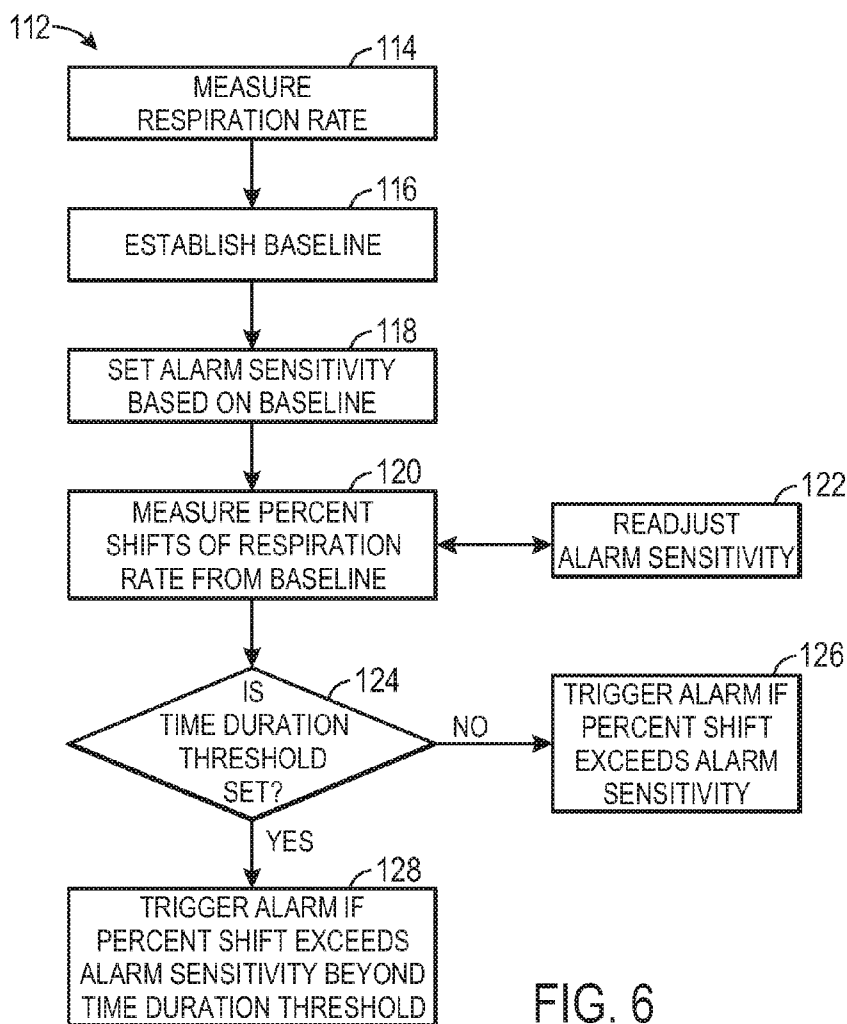 112
114
MEASURE
RESPIRATION RATE
116
ESTABLISH BASELINE
118
SET ALARM SENSITIVITY
BASED ON BASELINE
120
MEASURE PERCENT
SHIFTS OF RESPIRATION
RATE FROM BASELINE
122
READJUST
ALARM SENSITIVITY
124
IS
TIME DURATION
THRESHOLD
SET?
NO
126
TRIGGER ALARM IF
PERCENT SHIFT
EXCEEDS ALARM
SENSITIVITY
YES
128
TRIGGER ALARM IF
PERCENT SHIFT EXCEEDS
ALARM SENSITIVITY BEYOND
TIME DURATION THRESHOLD
FIG. 6